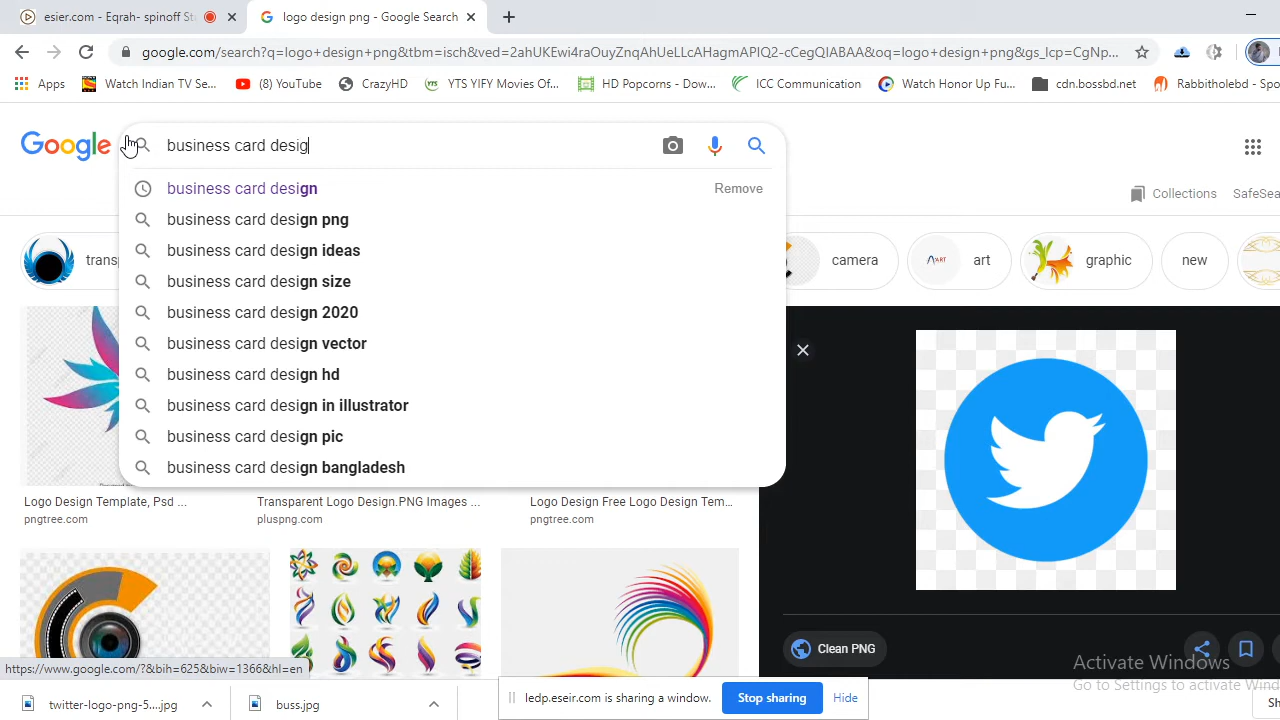 esier.com - Eqrah- spinoff St
logo design png - Google Search
google.com/search?q=logo+design+png&tbm=isch&ved=2ahUKEwi4raOuyZnqAhUeLLcAHagmAPIQ2-cCegQIABAA&oq=logo+design+png&gs_lcp=CgNp...
Apps
Watch Indian TV Se...
(8) YouTube
CrazyHD
YTS YIFY Movies Of...
HD Popcorns - Dow...
ICC Communication
Watch Honor Up Fu...
cdn.bossbd.net
Rabbitholebd - Spo
Google
business card desig
business card design
Remove
business card design png
business card design ideas
business card design size
business card design 2020
business card design vector
business card design hd
business card design in illustrator
business card design pic
business card design bangladesh
Collections
SafeSea
trans
camera
art
graphic
new
Logo Design Template, Psd ...
pngtree.com
Transparent Logo Design.PNG Images ...
pluspng.com
Logo Design Free Logo Design Tem...
pngtree.com
Clean PNG
Activate Windows
Go to Settings to activate Wind
https://www.google.com/?&bih=625&biw=1366&hl=en
twitter-logo-png-5....jpg
buss.jpg
ledp.eserr.com is sharing a window.
Stop sharing
Hide
Sh